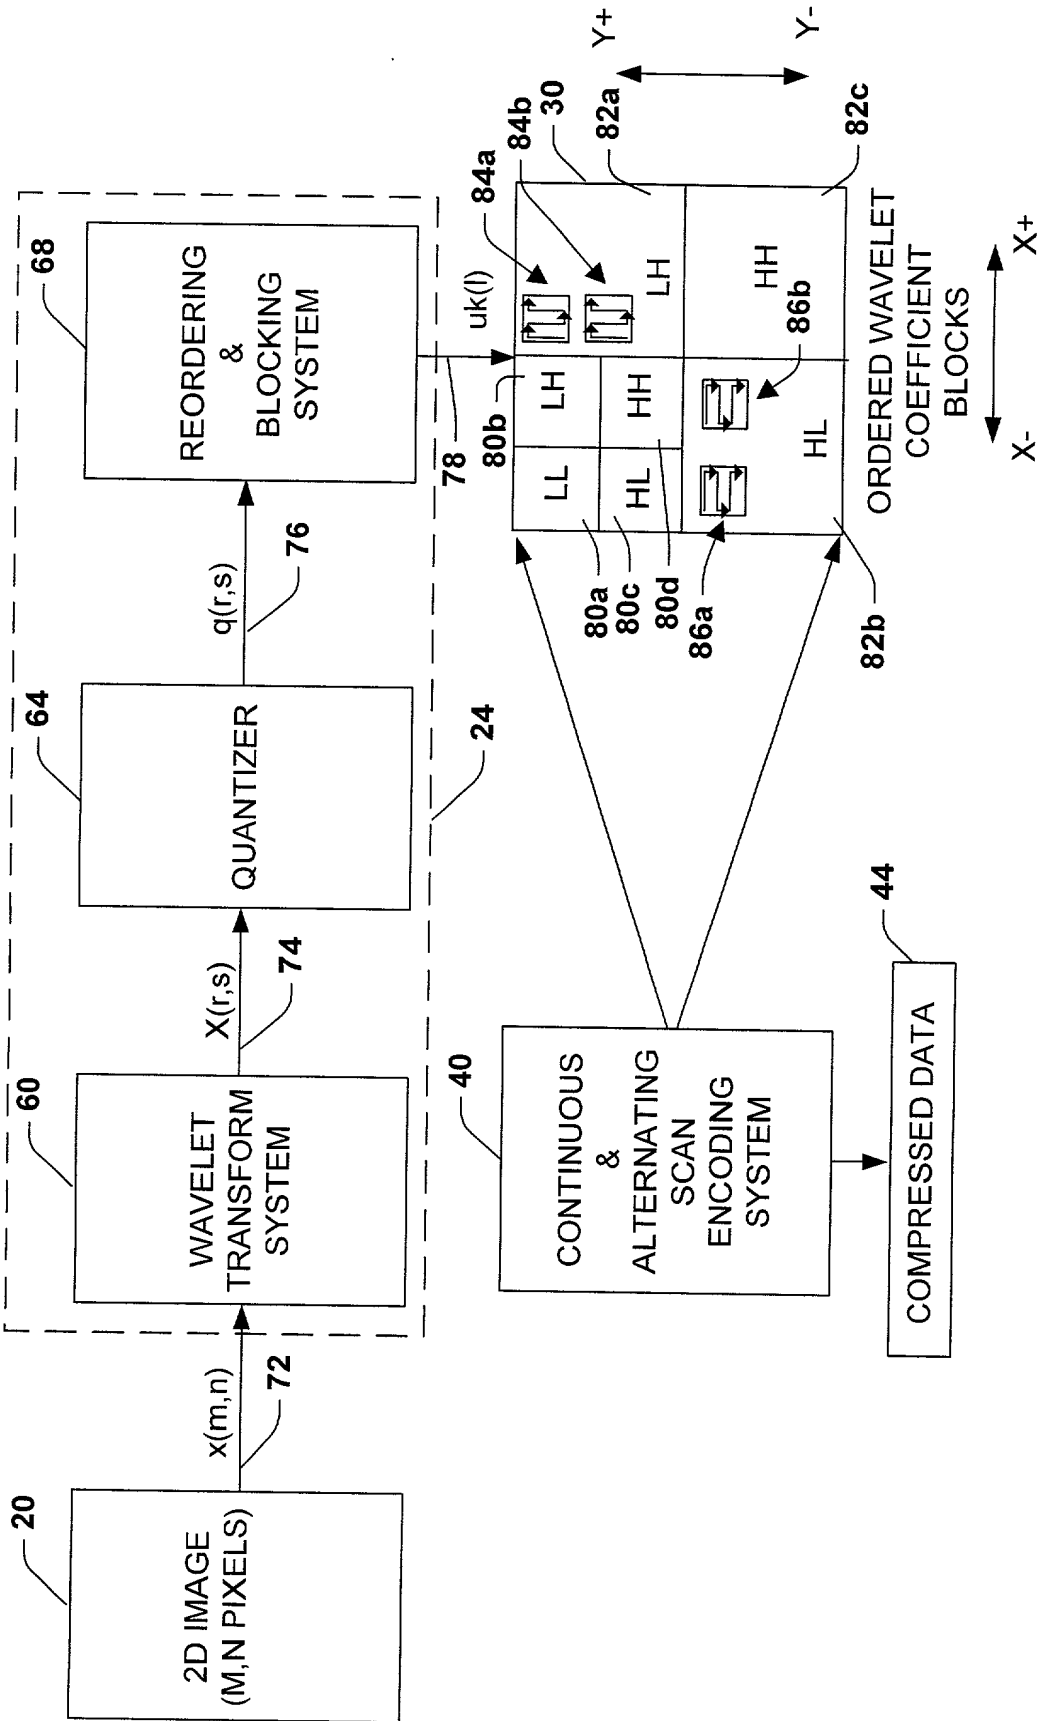 20
2D IMAGE
(M,N PIXELS)
x(m,n)
72
60
WAVELET
TRANSFORM
SYSTEM
X(r,s)
74
64
QUANTIZER
24
q(r,s)
76
68
REORDERING
&
BLOCKING
SYSTEM
78
uk(l)
40
CONTINUOUS
&
ALTERNATING
SCAN
ENCODING
SYSTEM
44
COMPRESSED DATA
80b
84a
84b
30
82a
LL
LH
LH
HL
HH
80a
80c
80d
86a
86b
HL
HH
82b
82c
Y+
Y-
ORDERED WAVELET
COEFFICIENT
BLOCKS
X-
X+